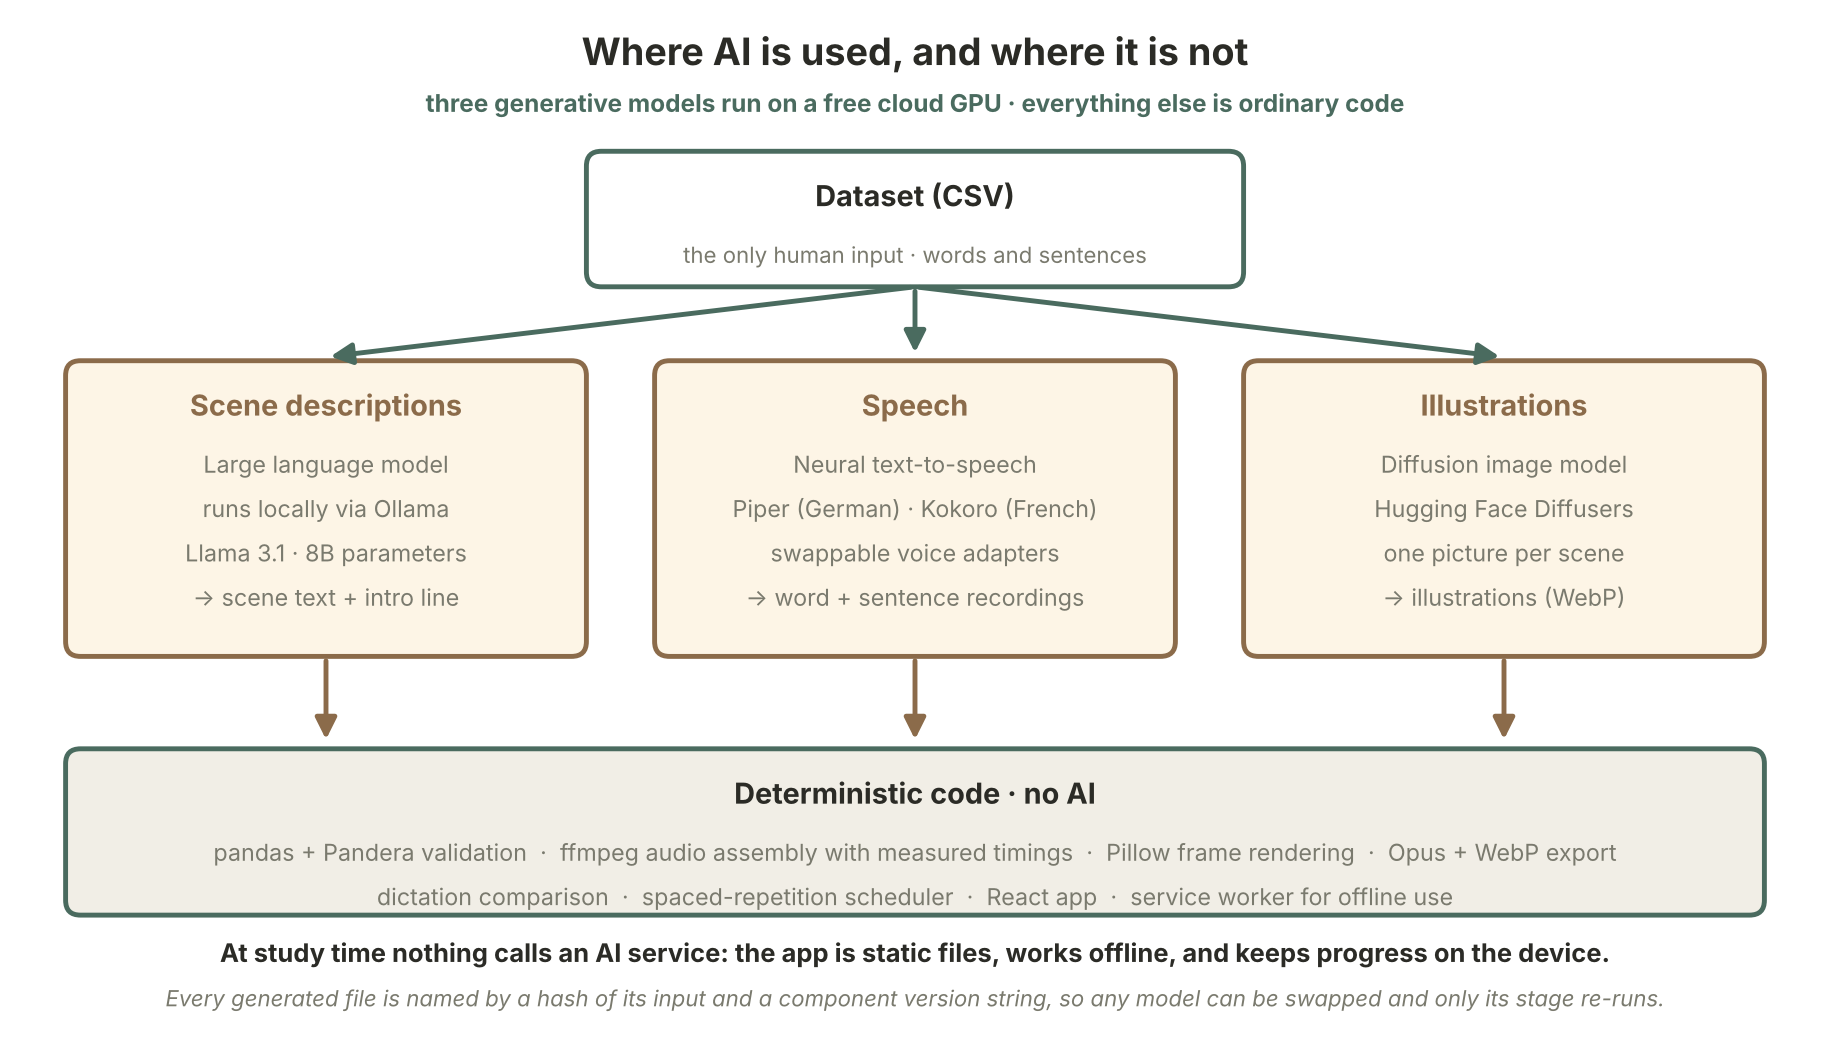 Where AI is used, and where it is not
three generative models run on a free cloud GPU · everything else is ordinary code
Dataset (CSV)
the only human input · words and sentences
Scene descriptions
Large language model
runs locally via Ollama
Llama 3.1 · 8B parameters
→ scene text + intro line
Speech
Neural text-to-speech
Piper (German) · Kokoro (French)
swappable voice adapters
→ word + sentence recordings
Illustrations
Diffusion image model
Hugging Face Diffusers
one picture per scene
→ illustrations (WebP)
Deterministic code · no AI
pandas + Pandera validation · ffmpeg audio assembly with measured timings · Pillow frame rendering · Opus + WebP export
dictation comparison · spaced-repetition scheduler · React app · service worker for offline use
At study time nothing calls an AI service: the app is static files, works offline, and keeps progress on the device.
Every generated file is named by a hash of its input and a component version string, so any model can be swapped and only its stage re-runs.